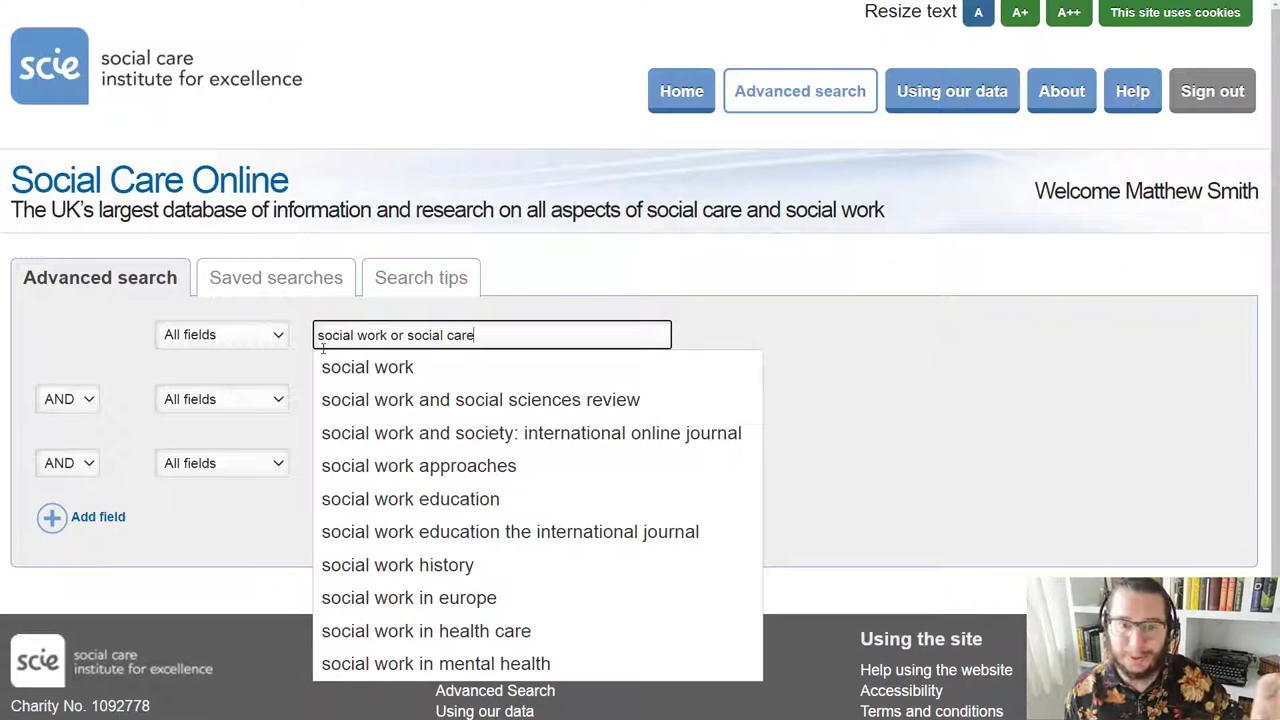 Resize text A A+ A++ This site uses cookies
scie social care
institute for excellence
Home Advanced search Using our data About Help Sign out
Social Care Online
Welcome Matthew Smith
The UK's largest database of information and research on all aspects of social care and social work
Advanced search Saved searches Search tips
All fields social work or social care
social work
AND All fields social work and social sciences review
social work and society: international online journal
AND All fields social work approaches
social work education
Add field
social work education the international journal
social work history
social work in europe
social work in health care
social work in mental health
scie social care
institute for excellence
Charity No. 1092778
Advanced Search
Using our data
Using the site
Help using the website
Accessibility
Terms and conditions